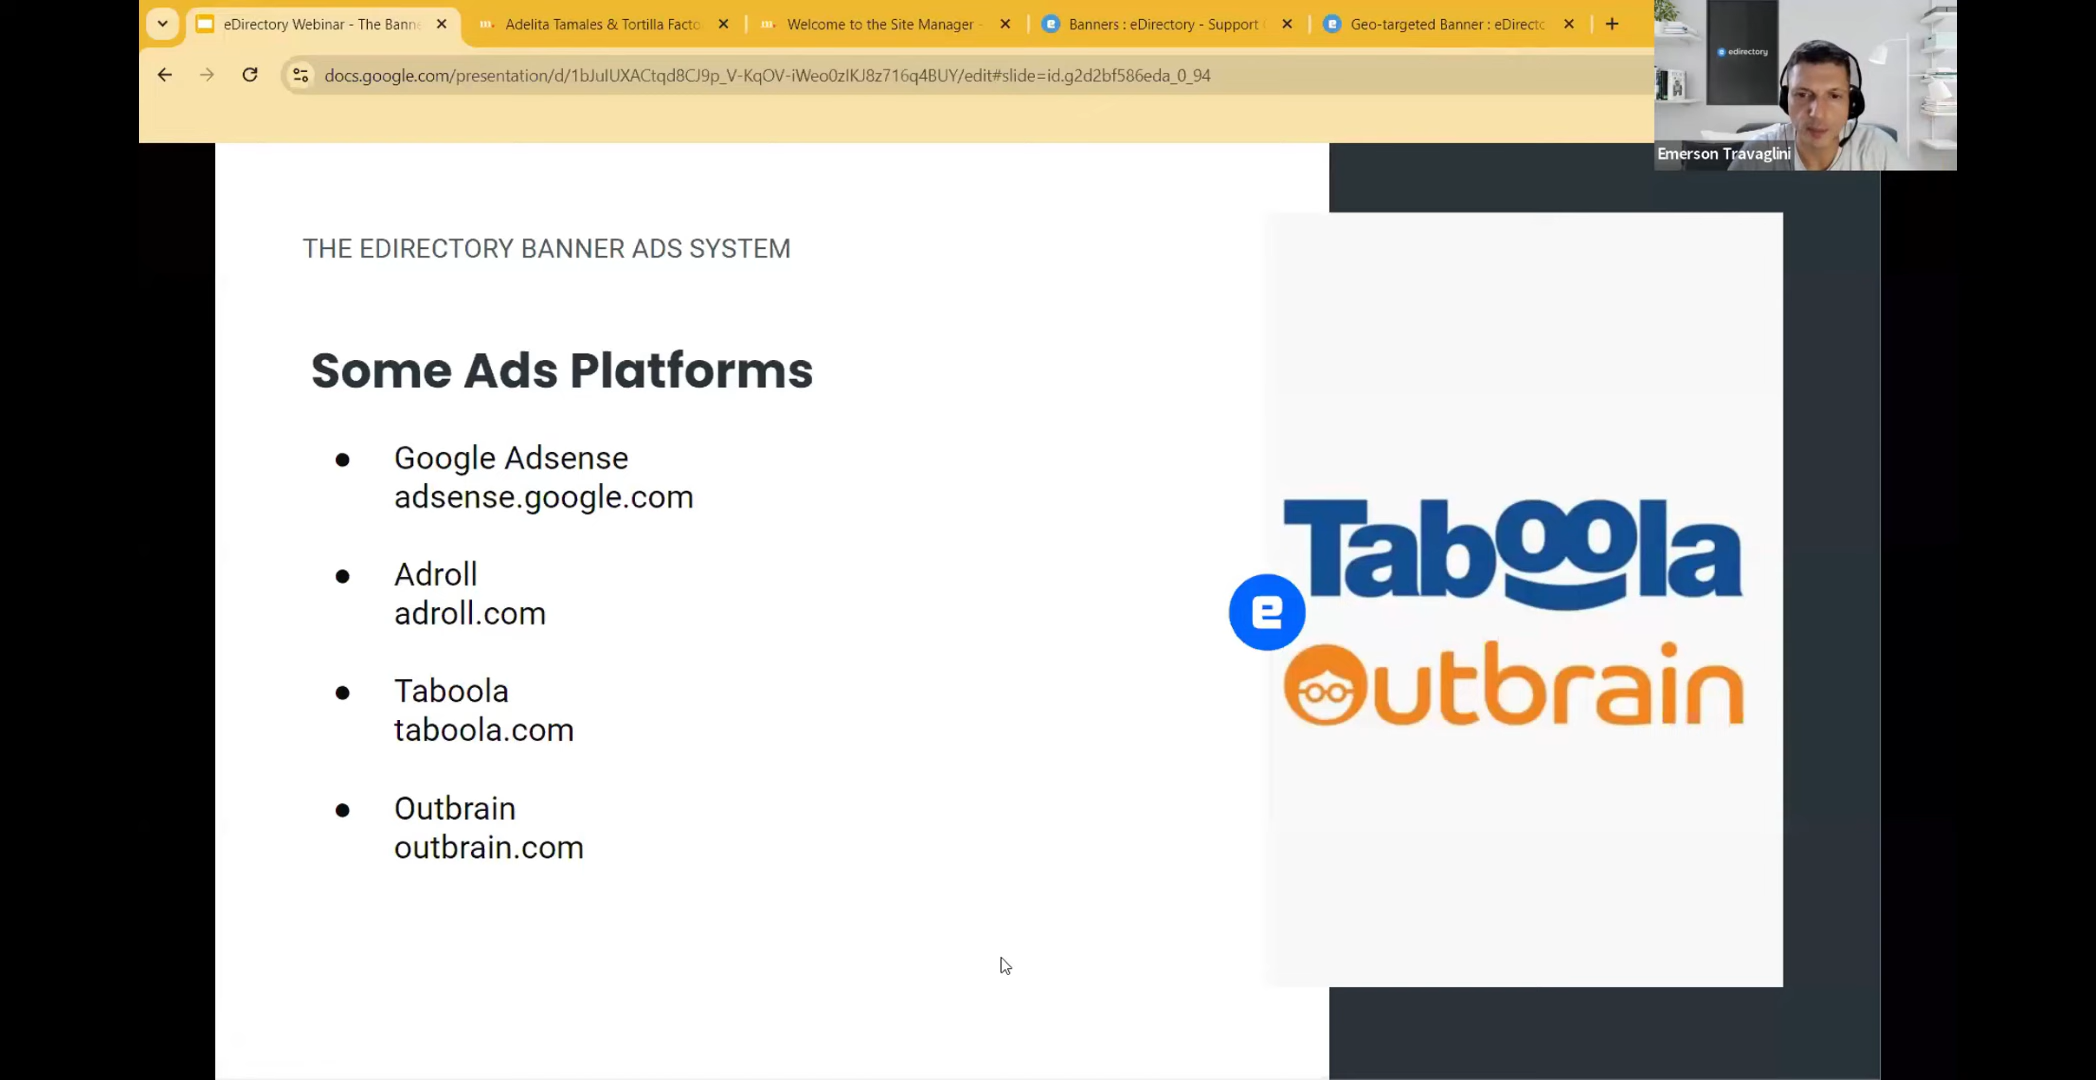 eDirectory Webinar - The Bann
Adelita Tamales & Tortilla Facto
Welcome to the Site Manager -
Banners : eDirectory - Support
Geo-targeted Banner : eDirecto
edirectory
docs.google.com/presentation/d/1bJuIUXACtqd8CJ9p_V-KqOV-iWeo0zIKJ8z716q4BUY/edit#slide=id.g2d2bf586eda_0_94
Emerson Travaglini
THE EDIRECTORY BANNER ADS SYSTEM
Some Ads Platforms
● Google Adsense
adsense.google.com
● Adroll
adroll.com
● Taboola
taboola.com
● Outbrain
outbrain.com
Taboola
e
Outbrain